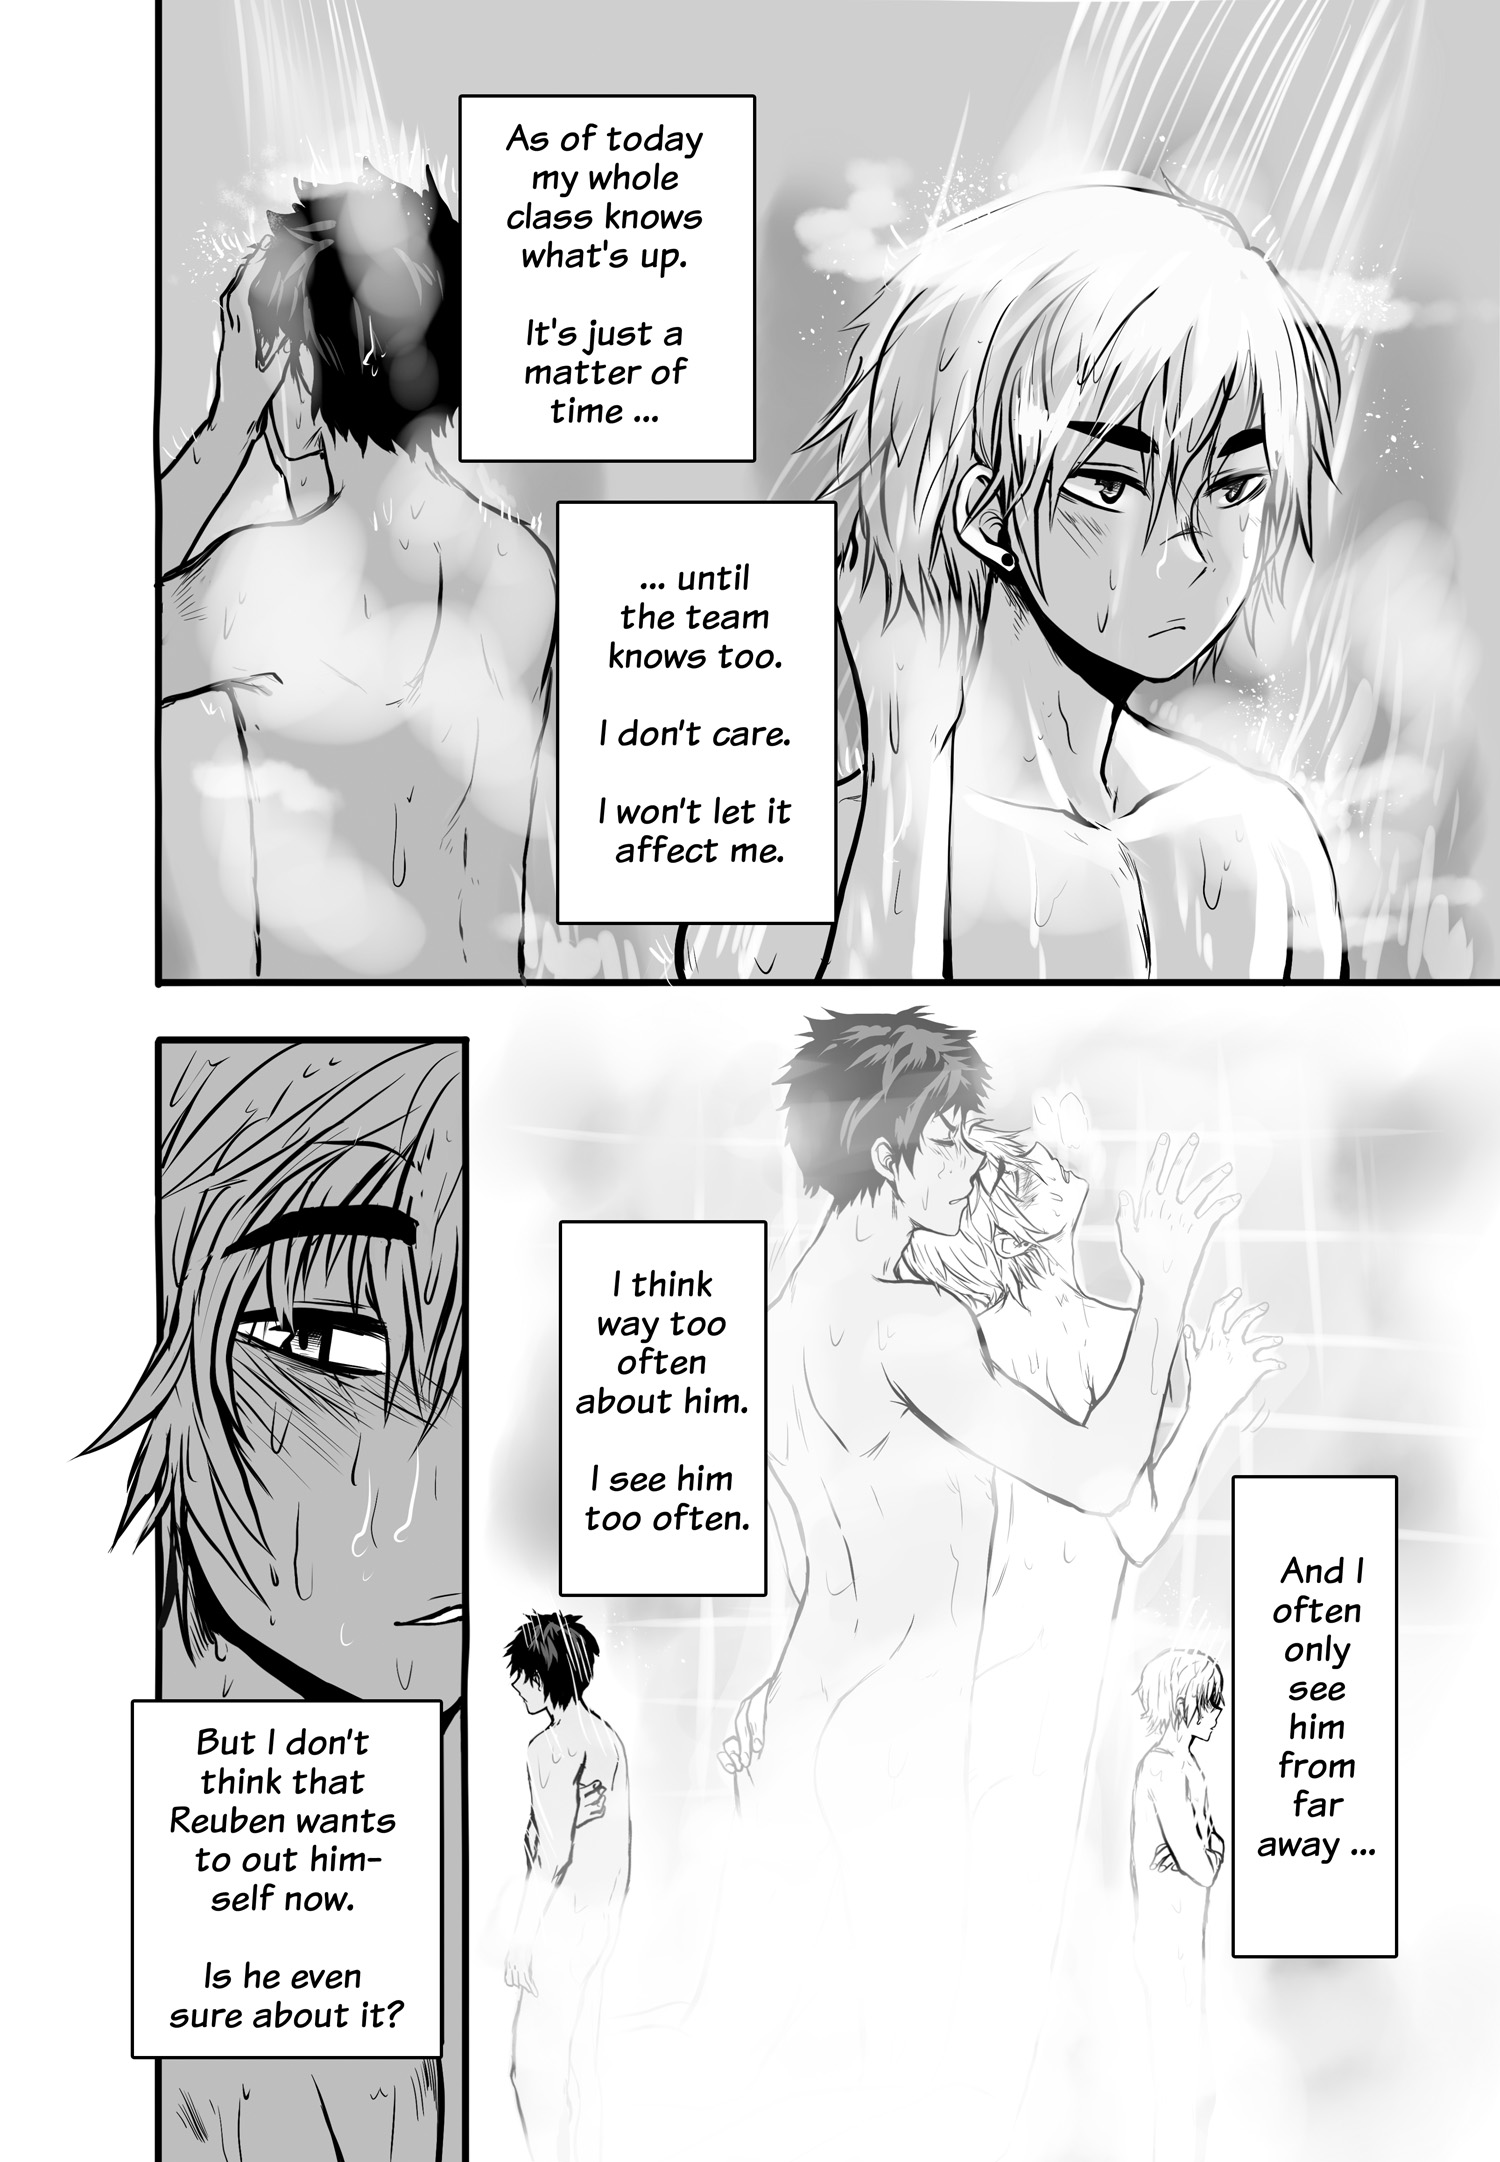 As of today
my whole
class knows
what's up.
It's just a
matter of
time ...
... until
the team
knows too.
I don't care.
I won't let it
affect me.
I think
way too
often
about him.
I see him
too often.
And I
often
only
see
him
from
far
away ...
But I don't
think that
Reuben wants
to out him-
self now.
Is he even
sure about it?